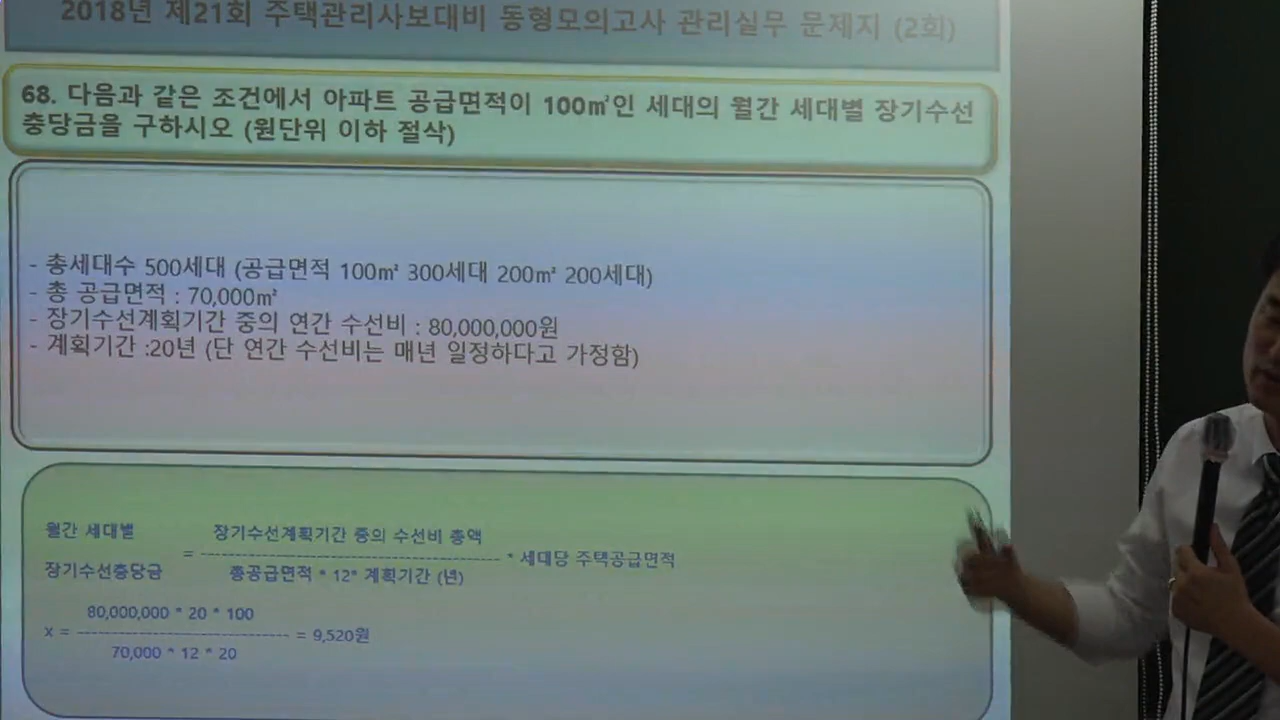 2018년 제21회 주택관리사보대비 동형모의고사 관리실무 문제지 (2회)
68. 다음과 같은 조건에서 아파트 공급면적이 100㎡인 세대의 월간 세대별 장기수선
충당금을 구하시오 (원단위 이하 절삭)
- 총세대수 500세대 (공급면적 100㎡ 300세대 200㎡ 200세대)
- 총 공급면적 : 70,000㎡
- 장기수선계획기간 중의 연간 수선비 : 80,000,000원
- 계획기간 :20년 (단 연간 수선비는 매년 일정하다고 가정함)
월간 세대별 장기수선계획기간 중의 수선비 총액
= ------------------------------ * 세대당 주택공급면적
장기수선충당금 총공급면적 * 12* 계획기간 (년)
80,000,000 * 20 * 100
x = ------------------------------ = 9,520원
70,000 * 12 * 20